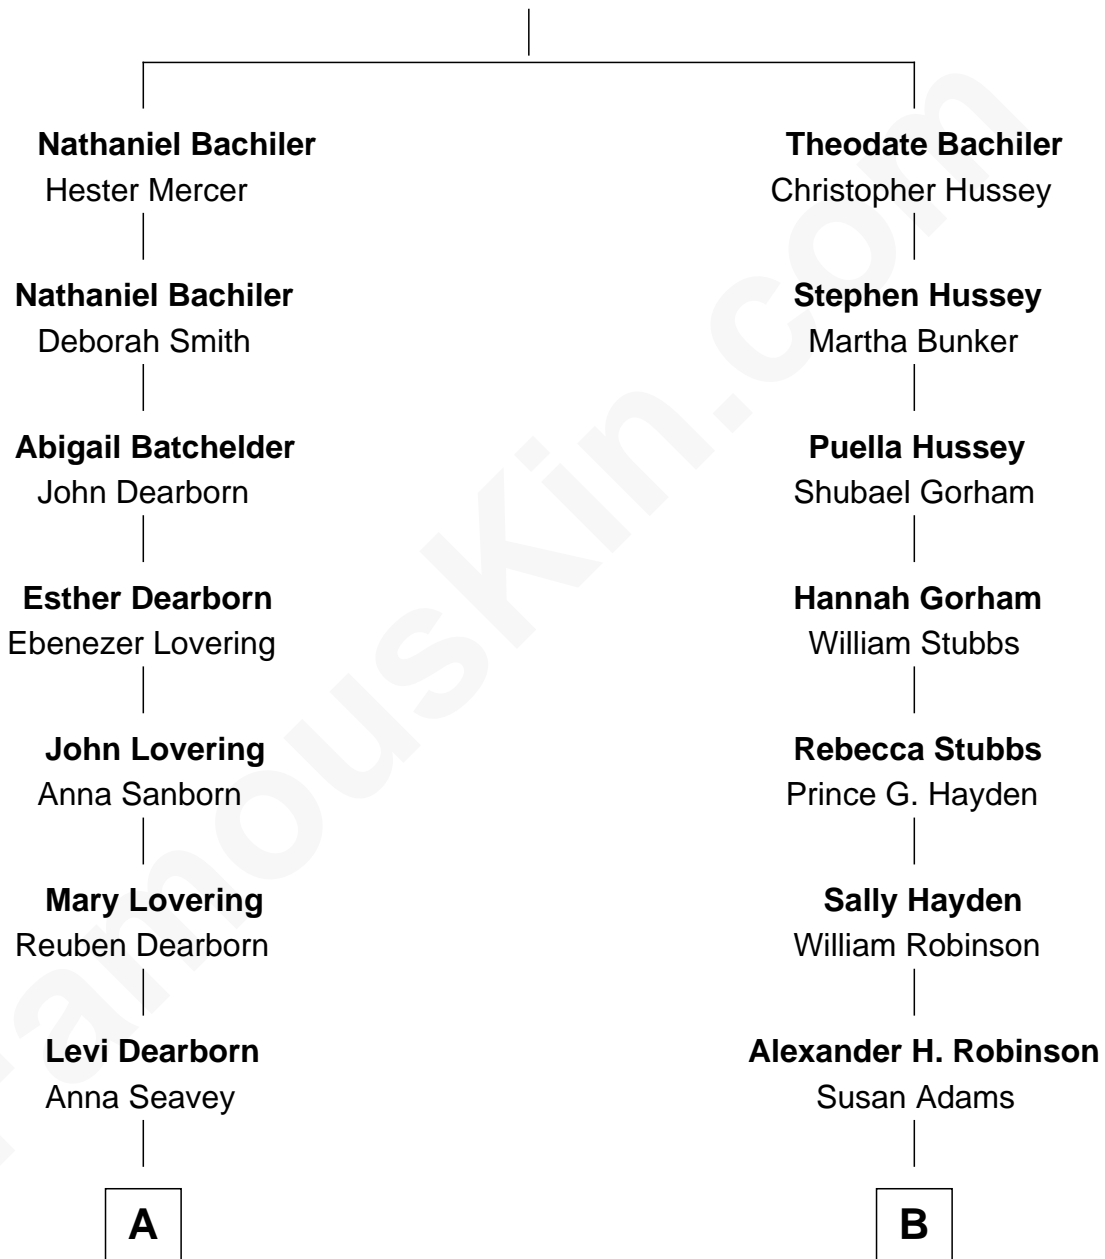 Nathaniel Bachiler
Hester Mercer
Nathaniel Bachiler
Deborah Smith
Abigail Batchelder
John Dearborn
Esther Dearborn
Ebenezer Lovering
John Lovering
Anna Sanborn
Mary Lovering
Reuben Dearborn
Levi Dearborn
Anna Seavey
A
Theodate Bachiler
Christopher Hussey
Stephen Hussey
Martha Bunker
Puella Hussey
Shubael Gorham
Hannah Gorham
William Stubbs
Rebecca Stubbs
Prince G. Hayden
Sally Hayden
William Robinson
Alexander H. Robinson
Susan Adams
B
FamousKin.com